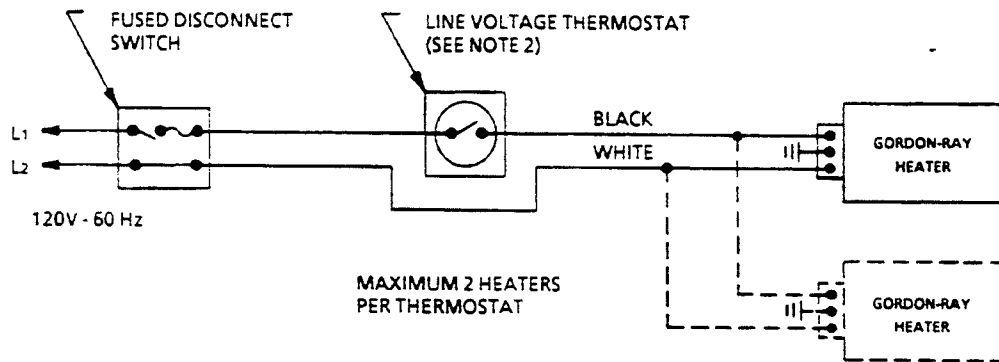 FUSED DISCONNECT
SWITCH
LINE VOLTAGE THERMOSTAT
(SEE NOTE 2)
L1
L2
120V - 60 Hz
BLACK
WHITE
GORDON-RAY
HEATER
MAXIMUM 2 HEATERS
PER THERMOSTAT
GORDON-RAY
HEATER